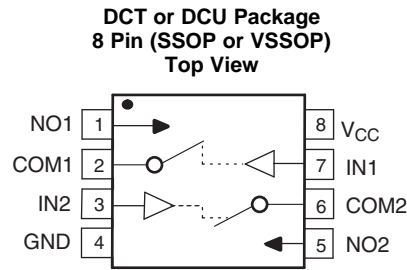 DCT or DCU Package
8 Pin (SSOP or VSSOP)
Top View
NO1 1 8 VCC
COM1 2 7 IN1
IN2 3 6 COM2
GND 4 5 NO2